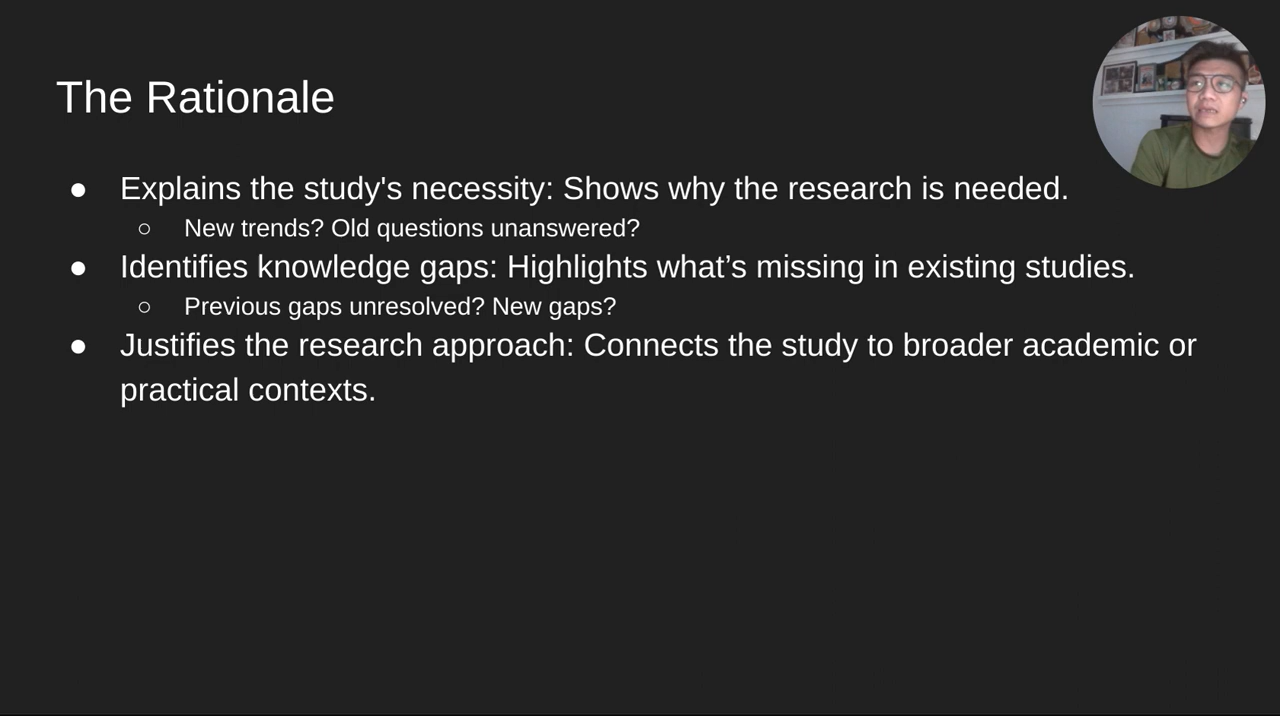 The Rationale
● Explains the study's necessity: Shows why the research is needed.
○ New trends? Old questions unanswered?
● Identifies knowledge gaps: Highlights what’s missing in existing studies.
○ Previous gaps unresolved? New gaps?
● Justifies the research approach: Connects the study to broader academic or
practical contexts.